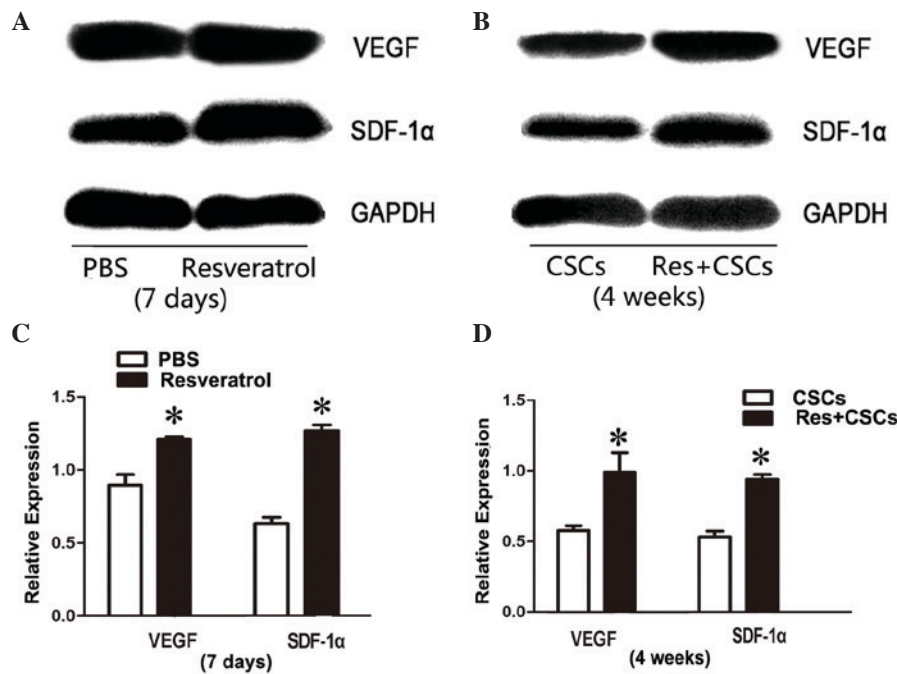 A
VEGF
SDF-1α
GAPDH
PBS Resveratrol
(7 days)
B
VEGF
SDF-1α
GAPDH
CSCs Res+CSCs
(4 weeks)
C
PBS
Resveratrol
*
*
1.5
1.0
0.5
0.0
Relative Expression
VEGF SDF-1α
(7 days)
D
CSCs
Res+CSCs
*
*
1.5
1.0
0.5
0.0
Relative Expression
VEGF SDF-1α
(4 weeks)